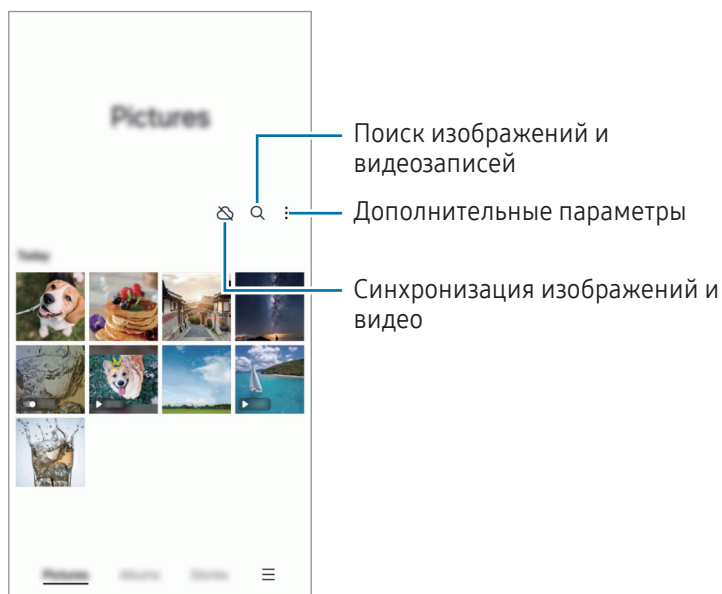 Pictures
Поиск изображений и
видеозаписей
Дополнительные параметры
Today
Синхронизация изображений и
видео
Pictures Albums Stories